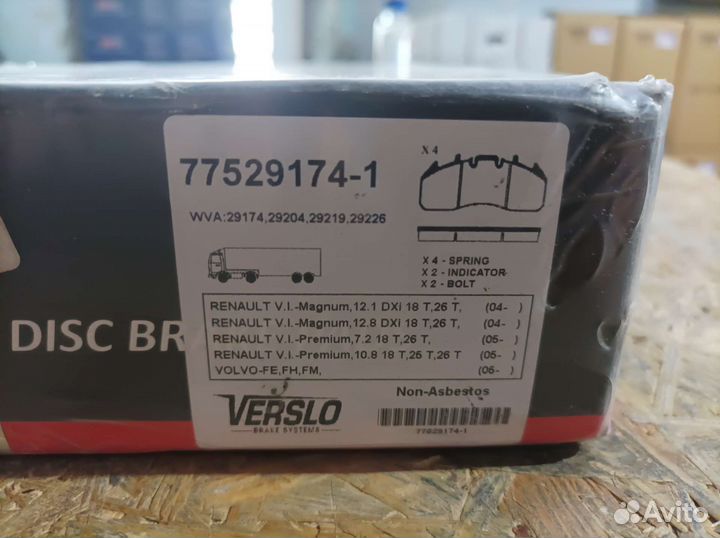 77529174-1
WVA:29174,29204,29219,29226
X 4
X 4 - SPRING
X 2 - INDICATOR
X 2 - BOLT
RENAULT V.I.-Magnum,12.1 DXi 18 T,26 T, (04- )
RENAULT V.I.-Magnum,12.8 DXi 18 T,26 T, (04- )
RENAULT V.I.-Premium,7.2 18 T,26 T, (05- )
RENAULT V.I.-Premium,10.8 18 T,26 T,26 T (05- )
VOLVO-FE,FH,FM, (06- )
DISC BR
VERSLO
BRAKE SYSTEMS
Non-Asbestos
77529174-1
Avito